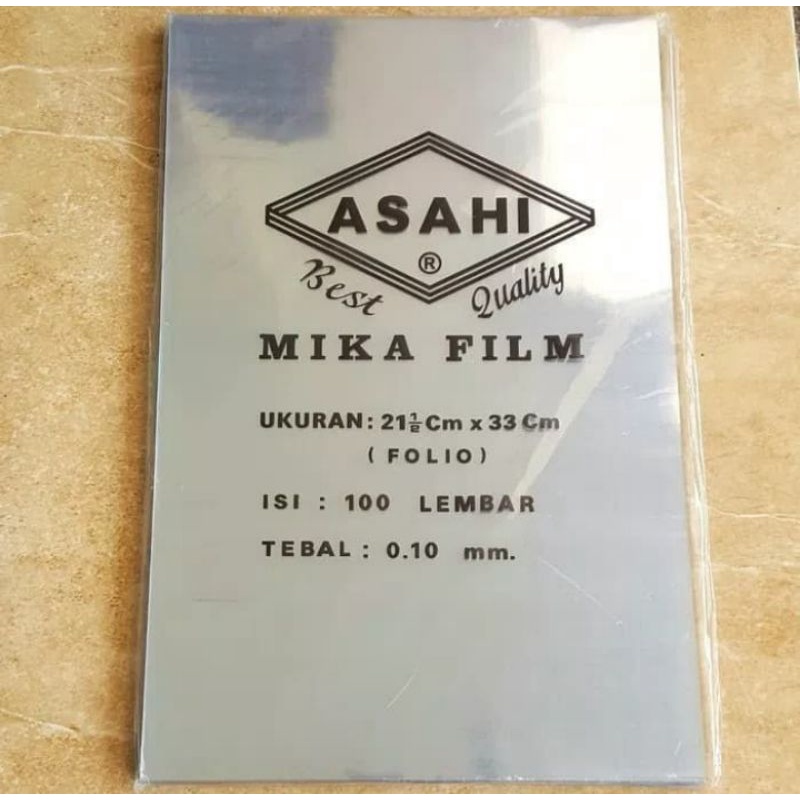 ASAHI
®
Best Quality
MIKA FILM
UKURAN: 21½ Cm x 33 Cm
( FOLIO )
ISI : 100 LEMBAR
TEBAL : 0.10 mm.